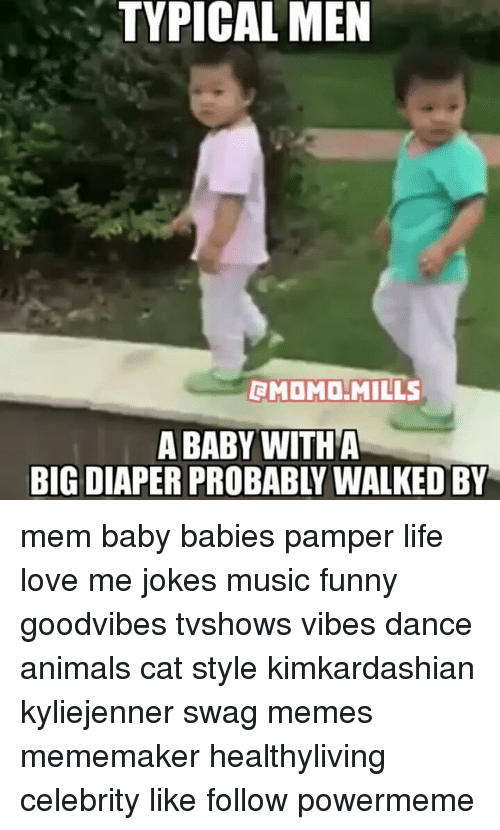 TYPICAL MEN
@MOMO.MILLS
A BABY WITH A
BIG DIAPER PROBABLY WALKED BY
mem baby babies pamper life
love me jokes music funny
goodvibes tvshows vibes dance
animals cat style kimkardashian
kyliejenner swag memes
mememaker healthyliving
celebrity like follow powermeme